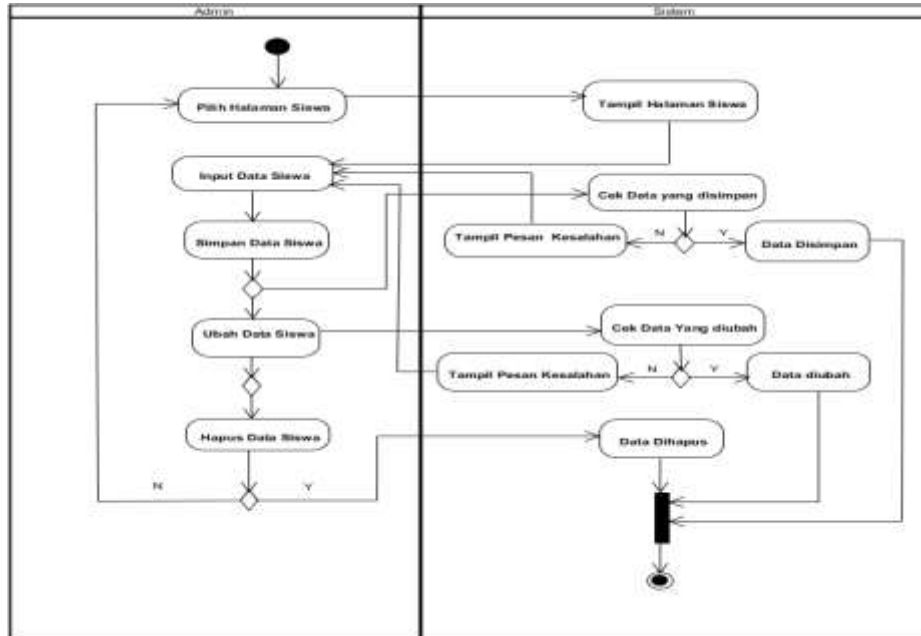 Admin
Sistem
Pilih Halaman Siswa
Tampil Halaman Siswa
Input Data Siswa
Cek Data yang disimpan
Simpan Data Siswa
Tampil Pesan Kesalahan
N
Y
Data Disimpan
Ubah Data Siswa
Cek Data Yang diubah
Tampil Pesan Kesalahan
N
Y
Data diubah
Hapus Data Siswa
Data Dihapus
N
Y